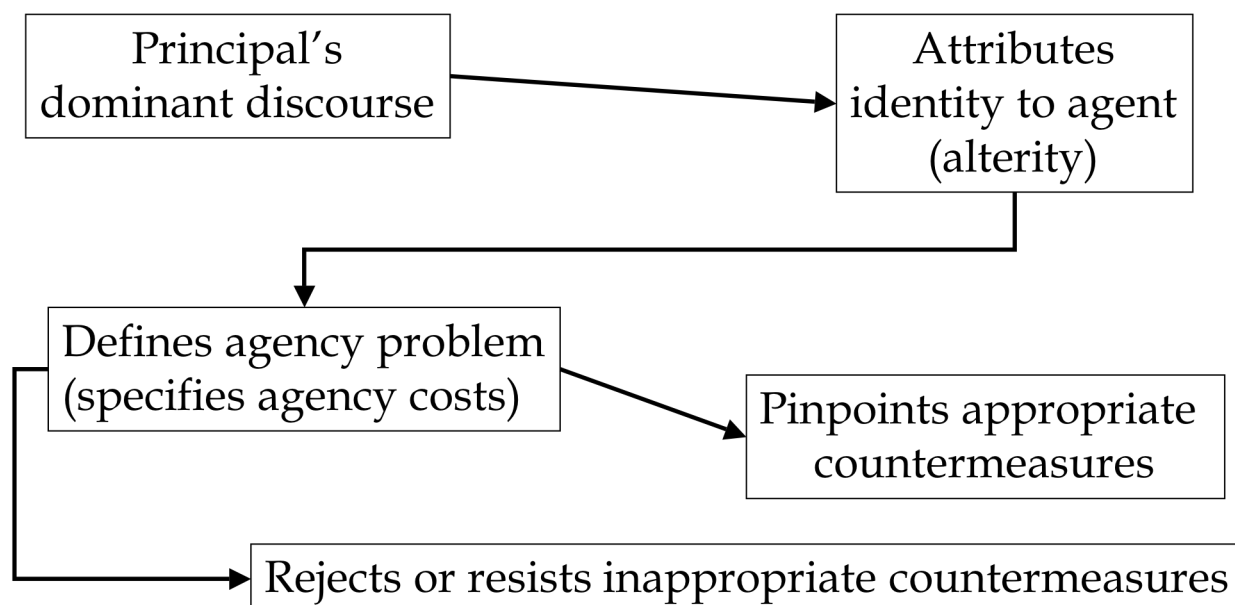 Principal’s
dominant discourse
Attributes
identity to agent
(alterity)
Defines agency problem
(specifies agency costs)
Pinpoints appropriate
countermeasures
Rejects or resists inappropriate countermeasures